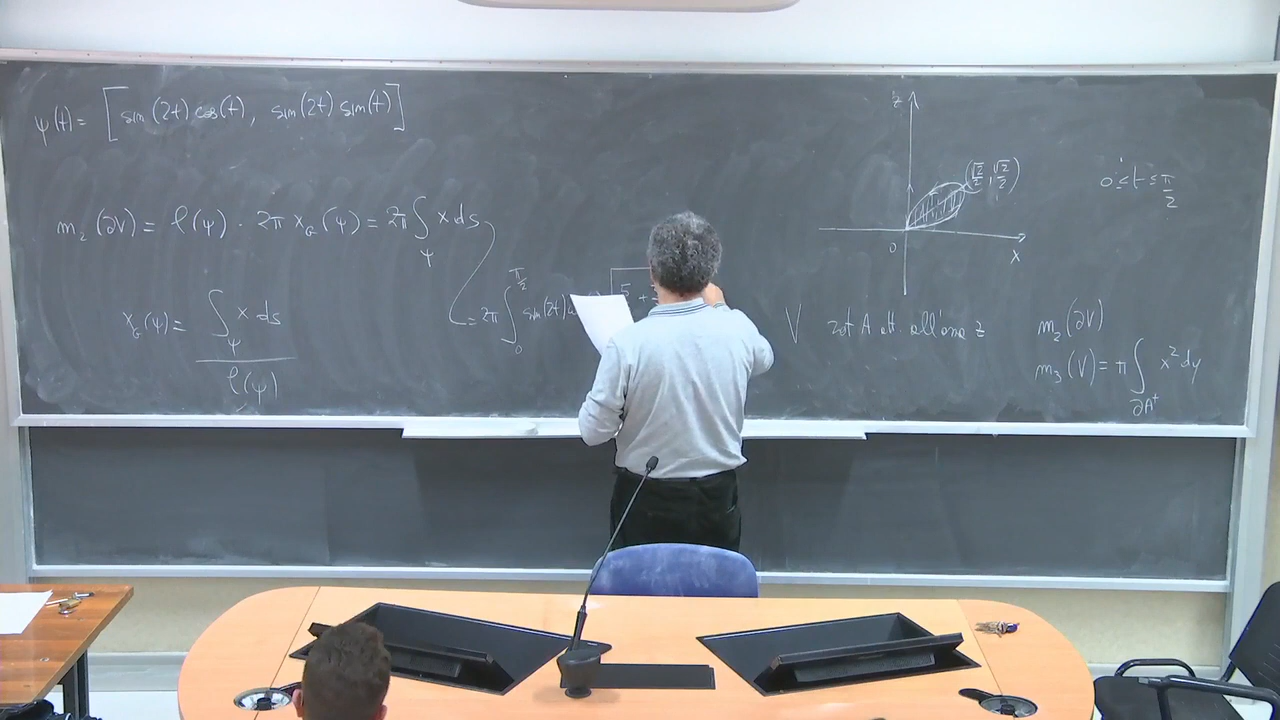 ψ(t) = [sin(2t) cos(t), sin(2t) sin(t)]
m₂(∂V) = ℓ(ψ) · 2π x_G(ψ) = 2π ∫_ψ x ds
= 2π ∫_0^{π/2} sin(2t)
x_G(ψ) = ∫_ψ x ds / ℓ(ψ)
z
(√2/2, √2/2)
0
x
0 ≤ t ≤ π/2
V rot A att. all'asse z
m₂(∂V)
m₃(V) = π ∫_{∂A⁺} x² dy